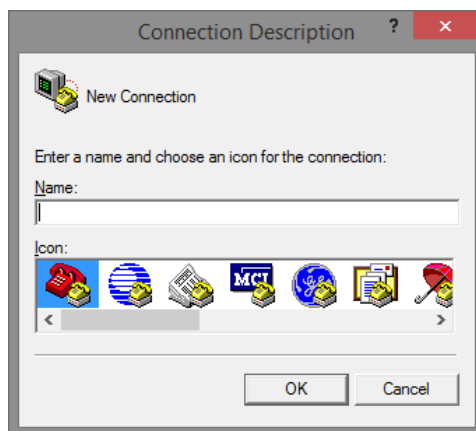 Connection Description
?
New Connection
Enter a name and choose an icon for the connection:
Name:
Icon:
MCI
OK
Cancel